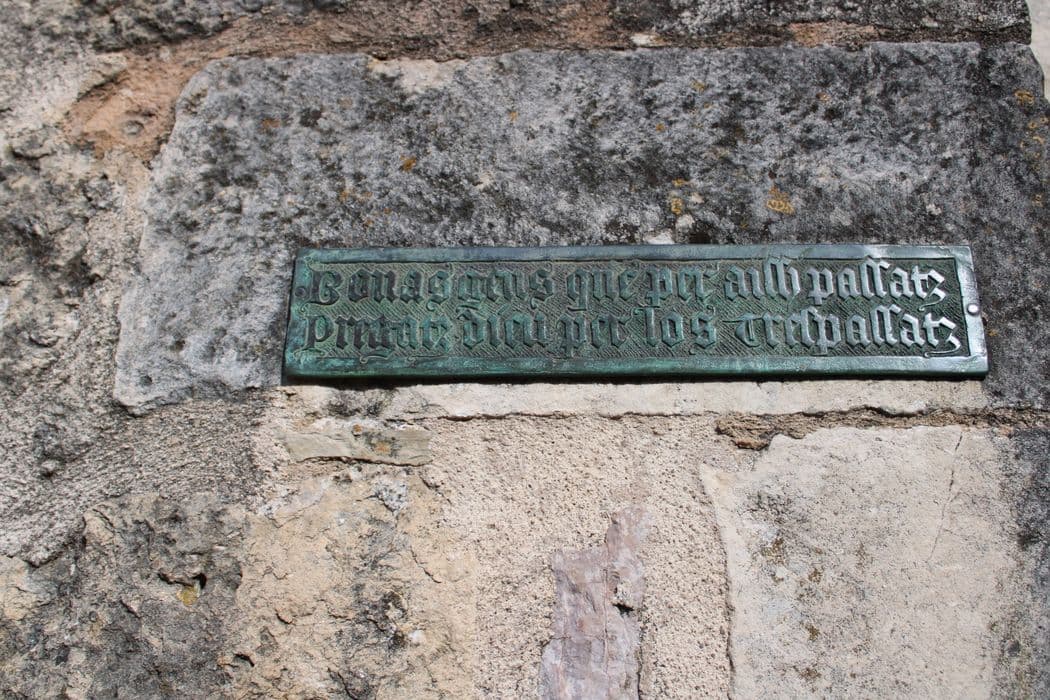 Bonas gens que per aissi passatz
Pregatz dieu per los Trespassatz